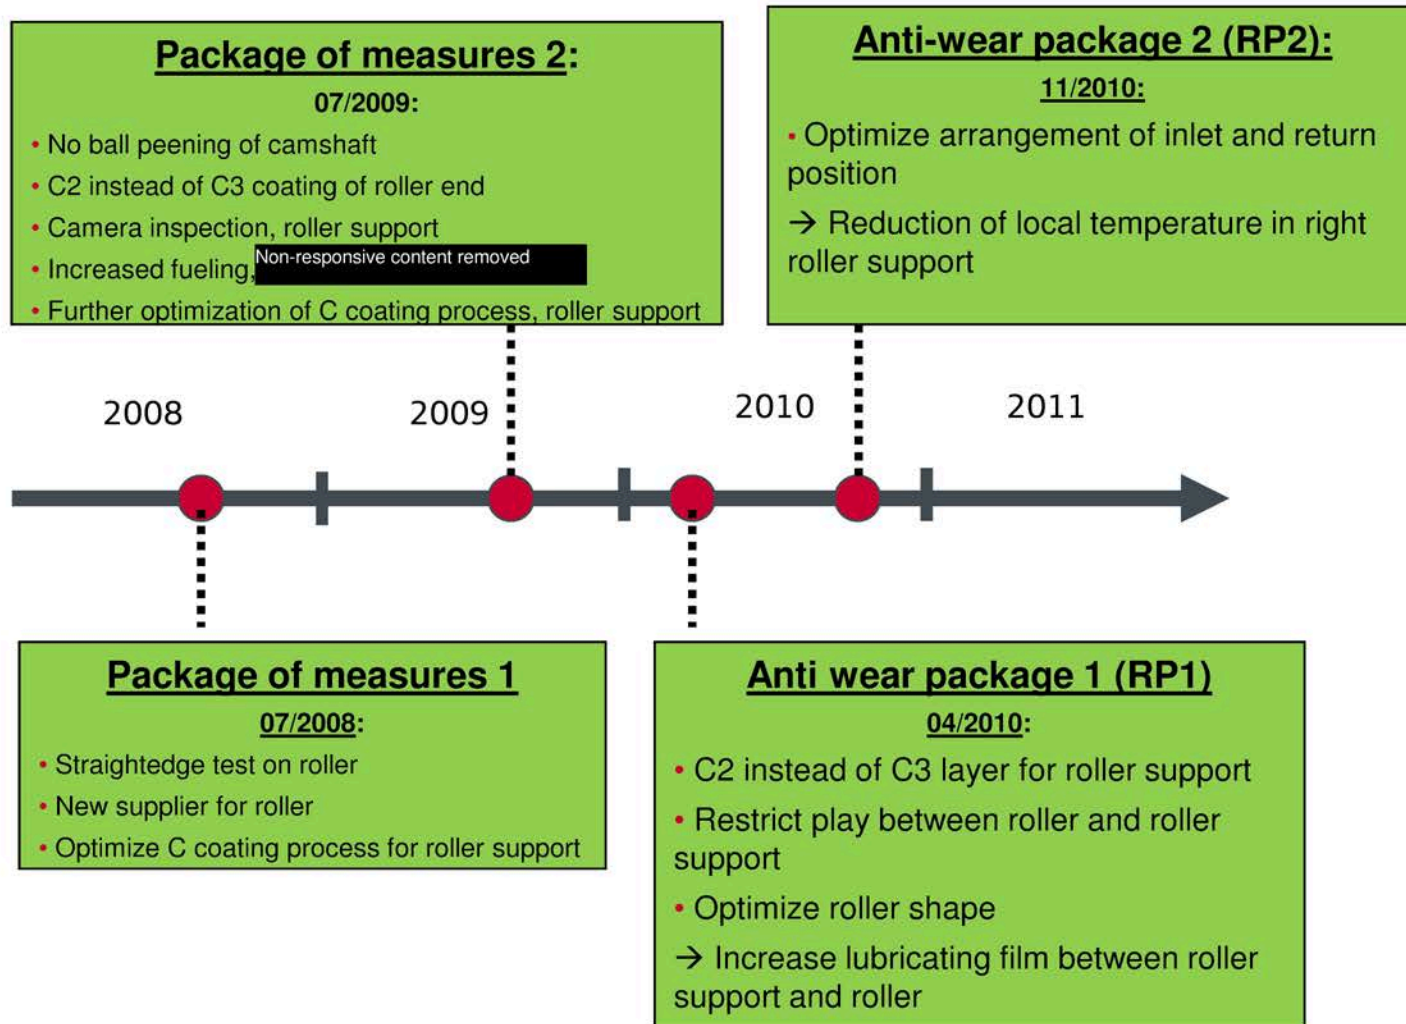 Package of measures 2:
07/2009:
• No ball peening of camshaft
• C2 instead of C3 coating of roller end
• Camera inspection, roller support
• Increased fueling, Non-responsive content removed
• Further optimization of C coating process, roller support
Anti-wear package 2 (RP2):
11/2010:
• Optimize arrangement of inlet and return
position
→ Reduction of local temperature in right
roller support
2008
2009
2010
2011
Package of measures 1
07/2008:
• Straightedge test on roller
• New supplier for roller
• Optimize C coating process for roller support
Anti wear package 1 (RP1)
04/2010:
• C2 instead of C3 layer for roller support
• Restrict play between roller and roller
support
• Optimize roller shape
→ Increase lubricating film between roller
support and roller